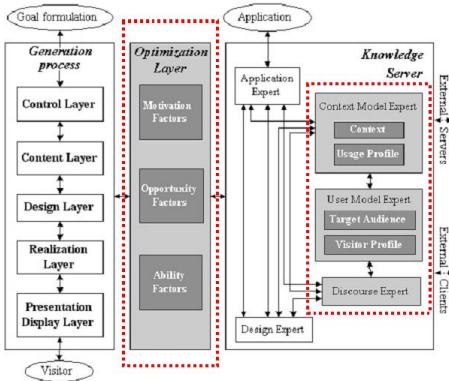 Goal formulation
Generation
process
Control Layer
Content Layer
Design Layer
Realization
Layer
Presentation
Display Layer
Visitor
Optimization
Layer
Motivation
Factors
Opportunity
Factors
Ability
Factors
Application
Knowledge
Server
Application
Expert
Context Model Expert
Context
Usage Profile
User Model Expert
Target Audience
Visitor Profile
Discourse Expert
Design Expert
External
Servers
External
Clients